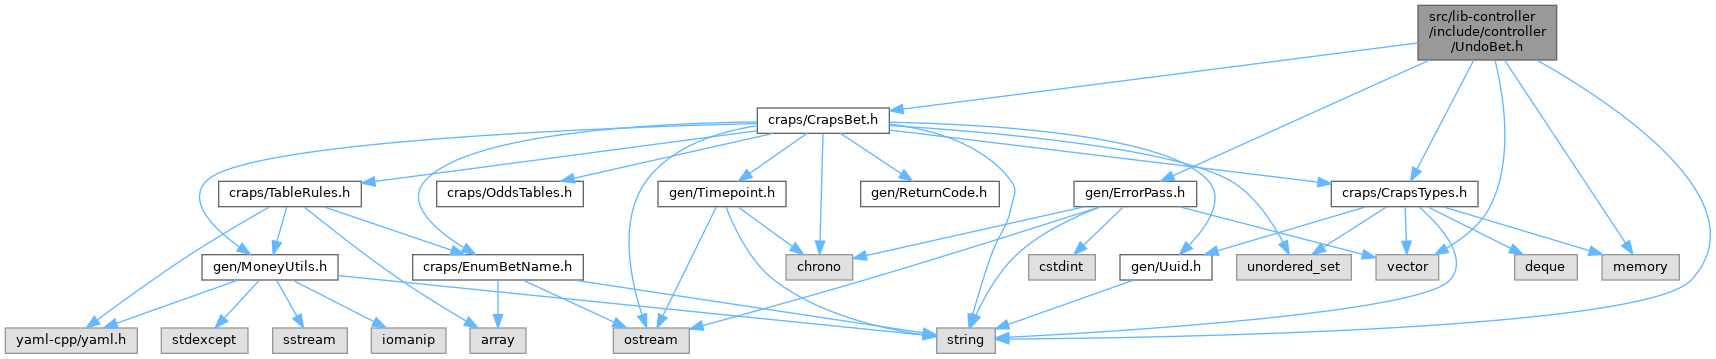 src/lib-controller
/include/controller
/UndoBet.h
craps/CrapsBet.h
craps/TableRules.h
craps/OddsTables.h
gen/Timepoint.h
gen/ReturnCode.h
gen/ErrorPass.h
craps/CrapsTypes.h
gen/MoneyUtils.h
craps/EnumBetName.h
chrono
cstdint
gen/Uuid.h
unordered_set
vector
deque
memory
yaml-cpp/yaml.h
stdexcept
sstream
iomanip
array
ostream
string